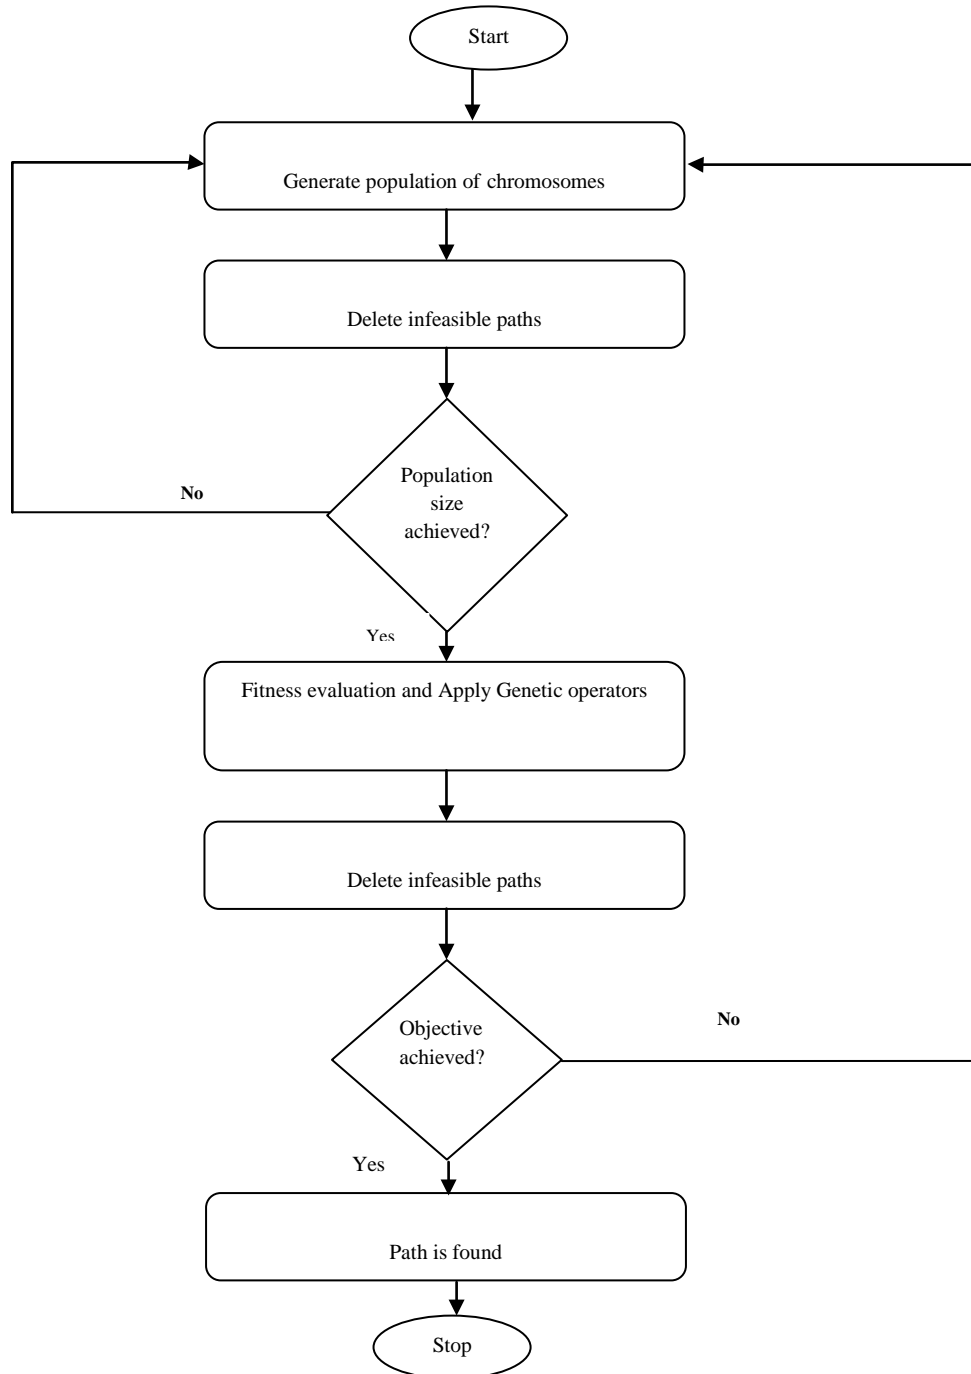 Start
Generate population of chromosomes
Delete infeasible paths
Population
size
achieved?
No
Yes
Fitness evaluation and Apply Genetic operators
Delete infeasible paths
Objective
achieved?
No
Yes
Path is found
Stop